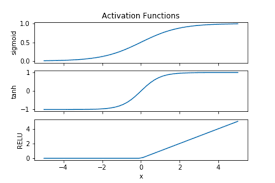 Activation Functions
1.0
0.5
0.0
sigmoid
1
0
−1
tanh
4
2
0
RELU
−4 −2 0 2 4
x